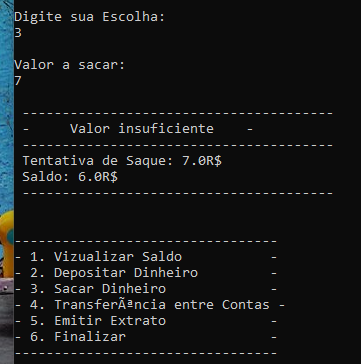 Digite sua Escolha:
3
Valor a sacar:
7
---------------------------------------
-     Valor insuficiente    -
---------------------------------------
Tentativa de Saque: 7.0R$
Saldo: 6.0R$
---------------------------------------
---------------------------------
- 1. Vizualizar Saldo           -
- 2. Depositar Dinheiro         -
- 3. Sacar Dinheiro             -
- 4. TransferÃªncia entre Contas -
- 5. Emitir Extrato             -
- 6. Finalizar                  -
---------------------------------